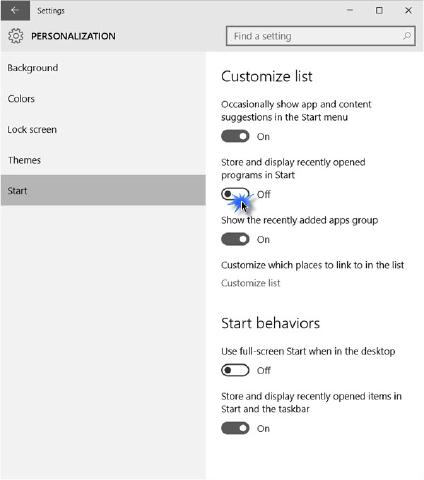 Settings
PERSONALIZATION
Find a setting
Background
Colors
Lock screen
Themes
Start
Customize list
Occasionally show app and content
suggestions in the Start menu
On
Store and display recently opened
programs in Start
Off
Show the recently added apps group
On
Customize which places to link to in the list
Customize list
Start behaviors
Use full-screen Start when in the desktop
Off
Store and display recently opened items in
Start and the taskbar
On